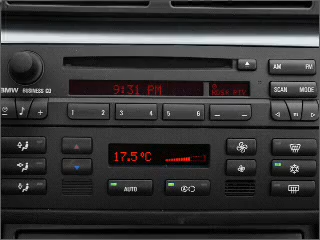 AM FM
9:31 PM
BMW BUSINESS CD
SCAN MODE
1 2 3 4 5 6
m
17.5°C
AUTO